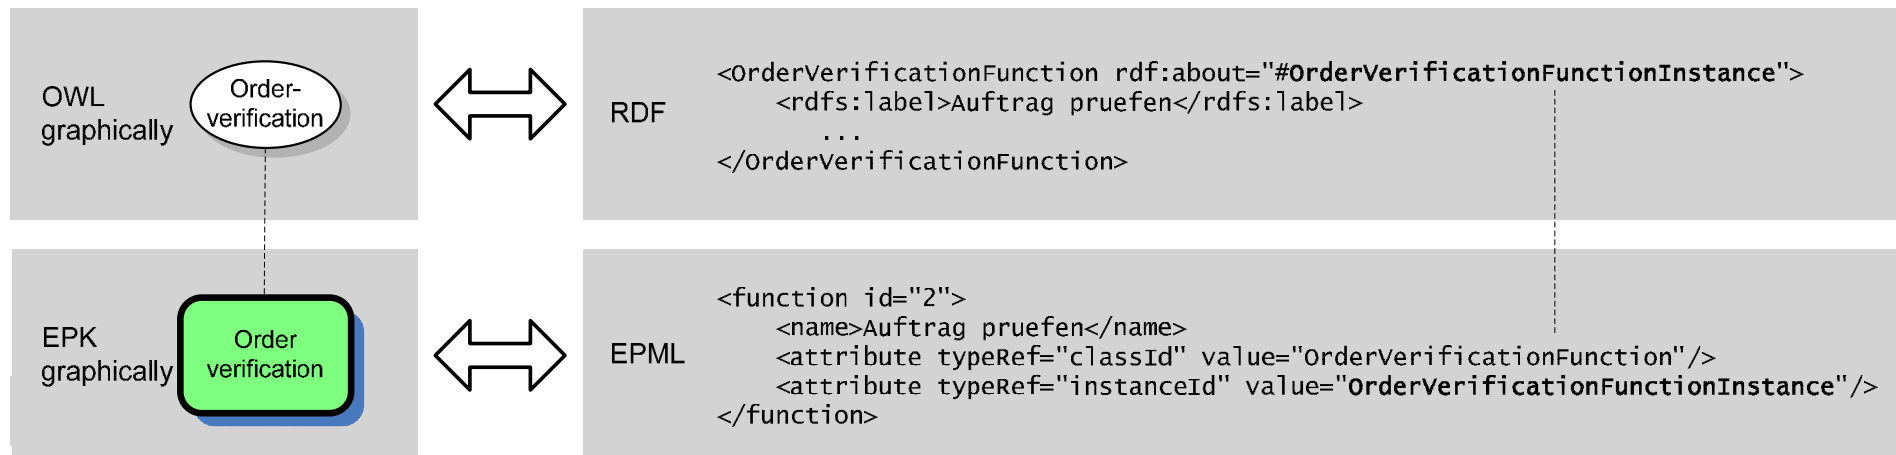 OWL
graphically
Order-
verification
RDF
<OrderVerificationFunction rdf:about="#OrderVerificationFunctionInstance">
<rdfs:label>Auftrag pruefen</rdfs:label>
...
</OrderVerificationFunction>
EPK
graphically
Order
verification
EPML
<function id="2">
<name>Auftrag pruefen</name>
<attribute typeRef="classId" value="OrderVerificationFunction"/>
<attribute typeRef="instanceId" value="OrderVerificationFunctionInstance"/>
</function>